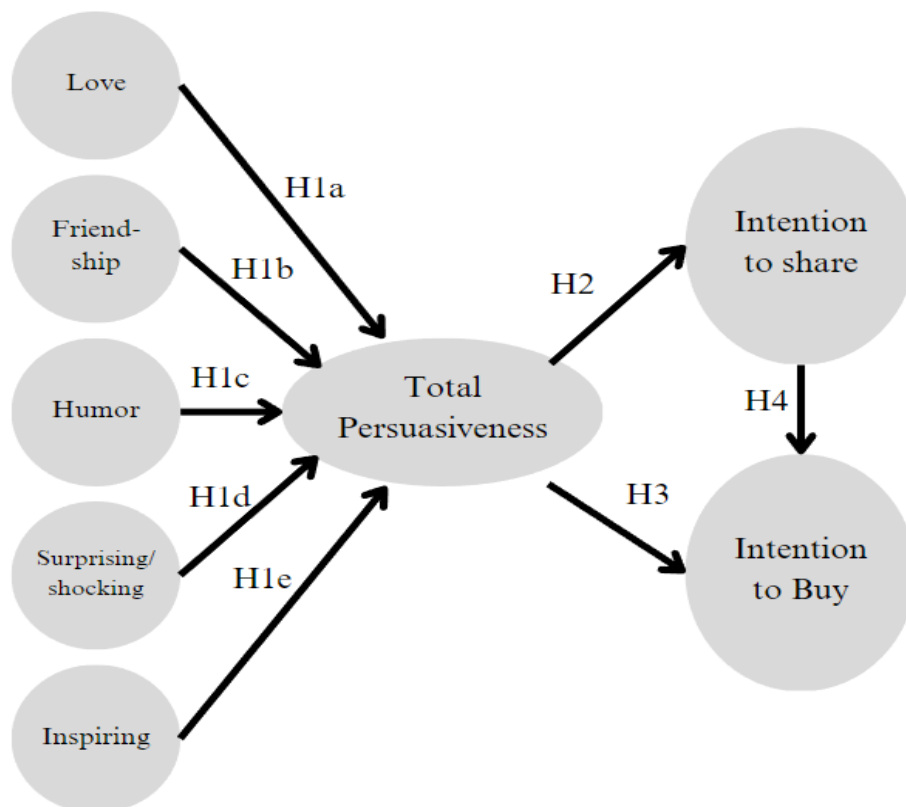 Love
H1a
Friend-
ship
H1b
Intention
to share
H2
Humor
H1c
Total
Persuasiveness
H4
Surprising/
shocking
H1d
H3
Intention
to Buy
H1e
Inspiring